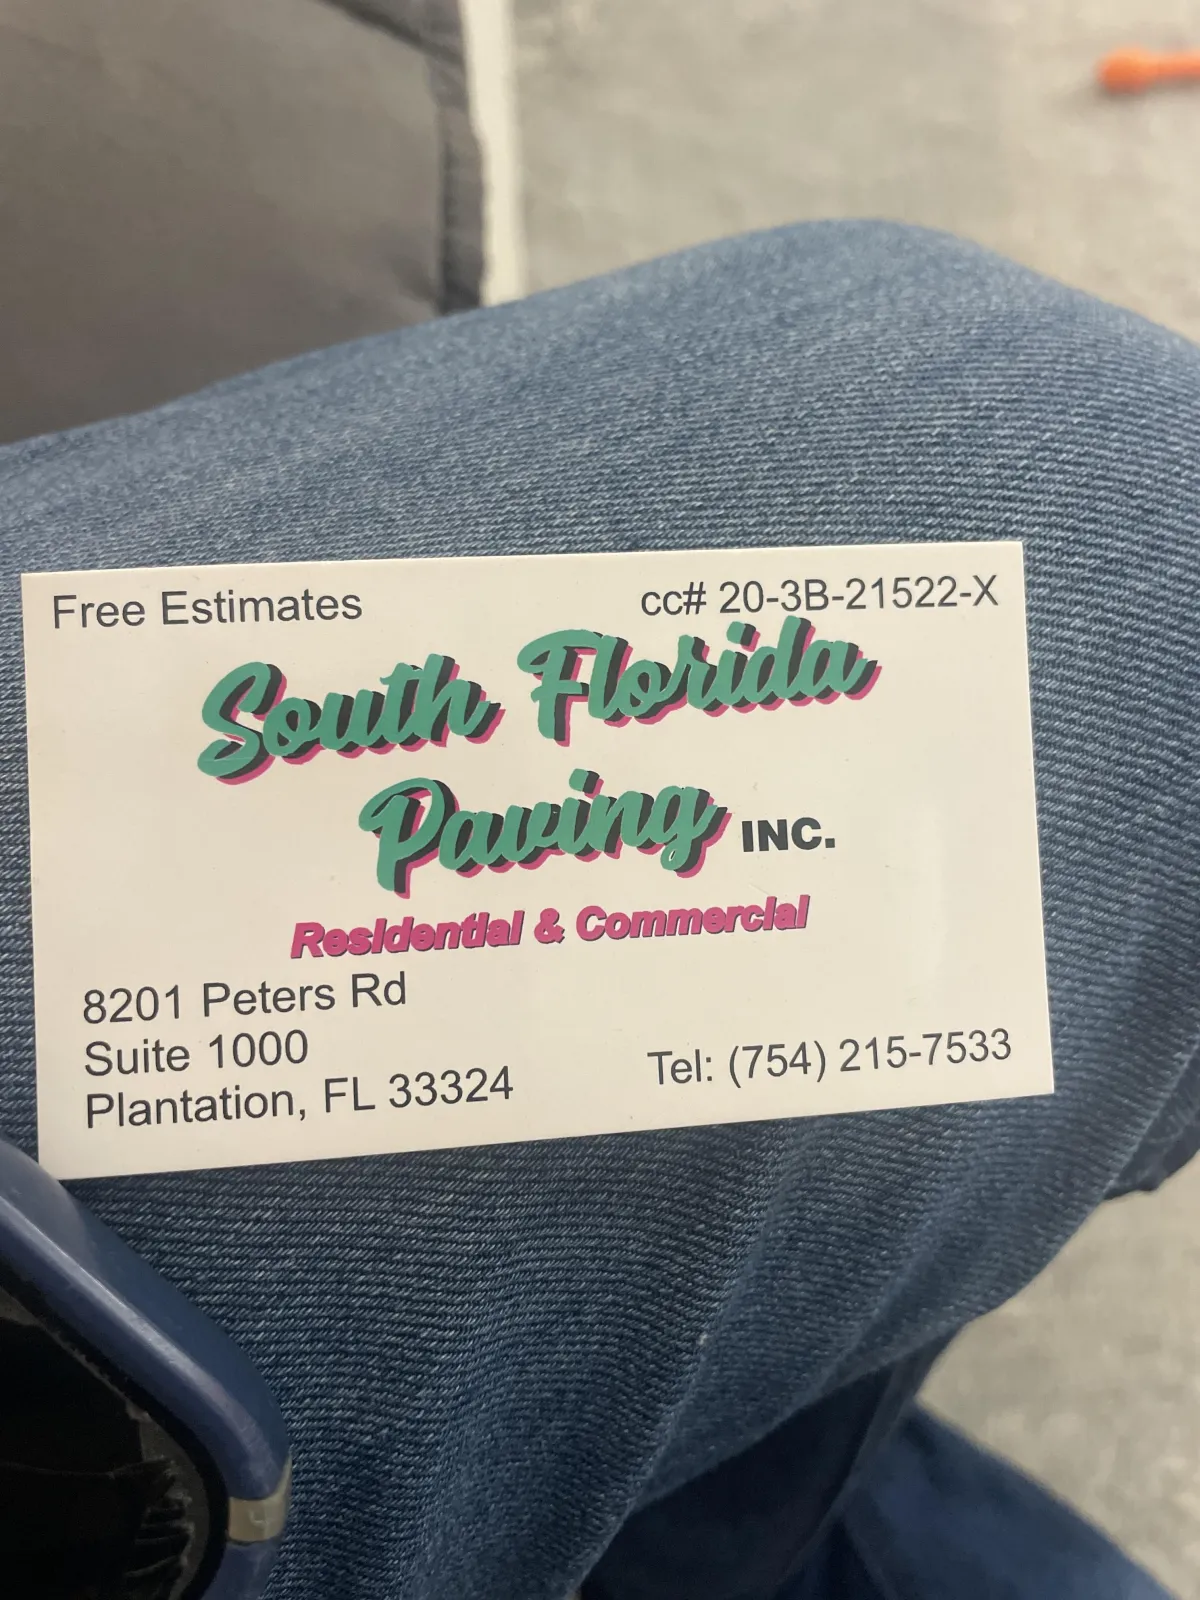 Free Estimates
cc# 20-3B-21522-X
South Florida
Paving INC.
Residential & Commercial
8201 Peters Rd
Suite 1000
Plantation, FL 33324
Tel: (754) 215-7533